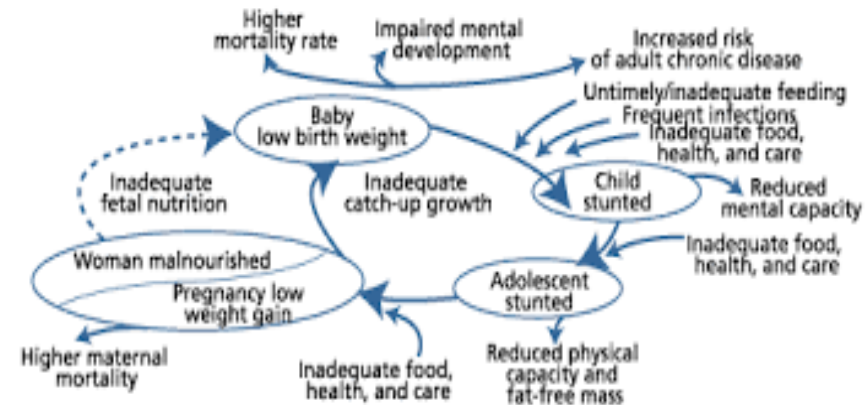 Higher
mortality rate
Impaired mental
development
Increased risk
of adult chronic disease
Untimely/inadequate feeding
Frequent infections
Inadequate food,
health, and care
Baby
low birth weight
Inadequate
fetal nutrition
Inadequate
catch-up growth
Child
stunted
Reduced
mental capacity
Inadequate food,
health, and care
Woman malnourished
Pregnancy low
weight gain
Adolescent
stunted
Higher maternal
mortality
Inadequate food,
health, and care
Reduced physical
capacity and
fat-free mass